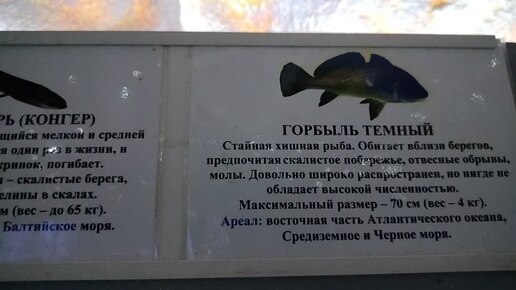 РЬ (КОНГЕР)
щийся мелкой и средней
ся один раз в жизни, и
кринок, погибает.
и – скалистые берега,
елины в скалах.
м (вес – до 65 кг).
Балтийское моря.
ГОРБЫЛЬ ТЕМНЫЙ
Стайная хищная рыба. Обитает вблизи берегов,
предпочитая скалистое побережье, отвесные обрывы,
молы. Довольно широко распространен, но нигде не
обладает высокой численностью.
Максимальный размер – 70 см (вес – 4 кг).
Ареал: восточная часть Атлантического океана,
Средиземное и Черное моря.